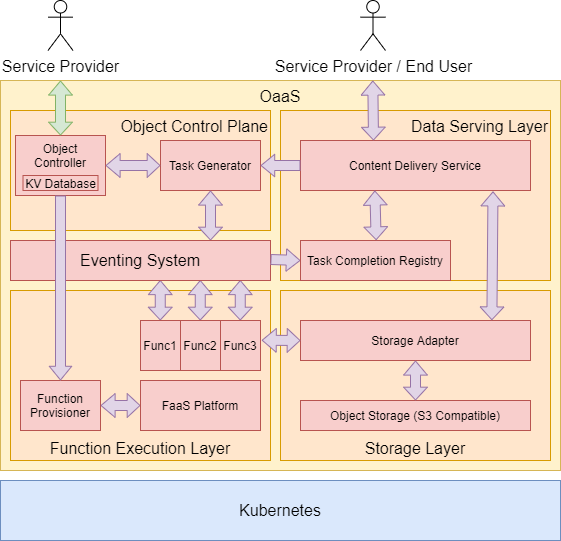 Service Provider
Service Provider / End User
OaaS
Object Control Plane
Data Serving Layer
Object
Controller
KV Database
Task Generator
Content Delivery Service
Eventing System
Task Completion Registry
Func1
Func2
Func3
Storage Adapter
Function
Provisioner
FaaS Platform
Object Storage (S3 Compatible)
Function Execution Layer
Storage Layer
Kubernetes